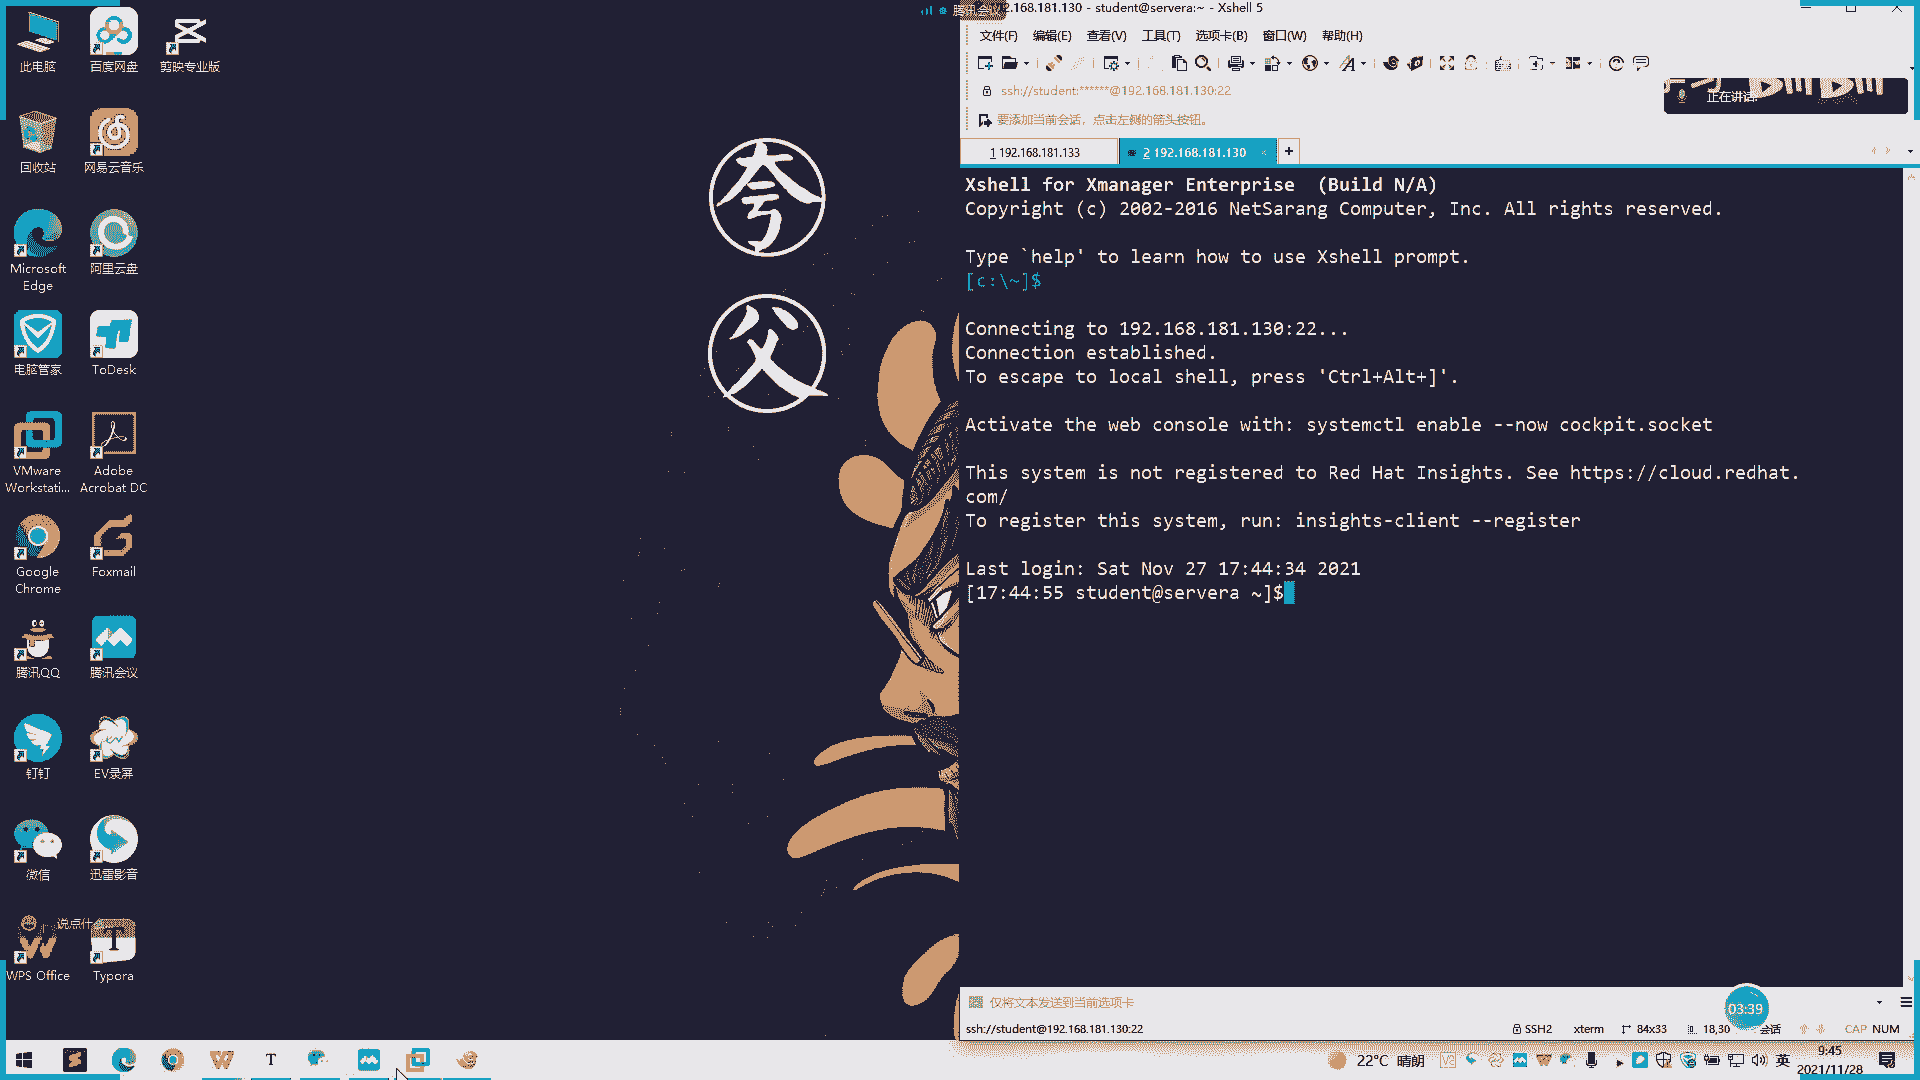 此电脑
百度网盘
剪映专业版
回收站
网易云音乐
Microsoft
Edge
阿里云盘
电脑管家
ToDesk
VMware
Workstati...
Adobe
Acrobat DC
Google
Chrome
Foxmail
腾讯QQ
腾讯会议
钉钉
EV录屏
微信
迅雷影音
说点什
WPS Office
Typora
夸
父
腾讯会议
192.168.181.130 - student@servera:~ - Xshell 5
文件(F) 编辑(E) 查看(V) 工具(T) 选项卡(B) 窗口(W) 帮助(H)
ssh://student:******@192.168.181.130:22
正在讲话:
要添加当前会话，点击左侧的箭头按钮。
1 192.168.181.133
2 192.168.181.130
Xshell for Xmanager Enterprise (Build N/A)
Copyright (c) 2002-2016 NetSarang Computer, Inc. All rights reserved.
Type `help' to learn how to use Xshell prompt.
[c:\~]$
Connecting to 192.168.181.130:22...
Connection established.
To escape to local shell, press 'Ctrl+Alt+]'.
Activate the web console with: systemctl enable --now cockpit.socket
This system is not registered to Red Hat Insights. See https://cloud.redhat.
com/
To register this system, run: insights-client --register
Last login: Sat Nov 27 17:44:34 2021
[17:44:55 student@servera ~]$
仅将文本发送到当前选项卡
03:39
ssh://student@192.168.181.130:22
SSH2 xterm 84x33 18,30 会话 CAP NUM
22°C 晴朗
英
9:45
2021/11/28